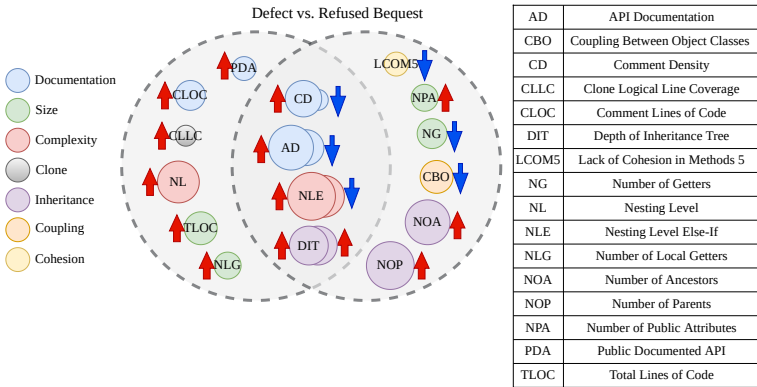 Defect vs. Refused Bequest
Documentation
Size
Complexity
Clone
Inheritance
Coupling
Cohesion
PDA
CLOC
CLLC
NL
TLOC
NLG
CD
AD
NLE
DIT
LCOM5
NPA
NG
CBO
NOA
NOP
AD API Documentation
CBO Coupling Between Object Classes
CD Comment Density
CLLC Clone Logical Line Coverage
CLOC Comment Lines of Code
DIT Depth of Inheritance Tree
LCOM5 Lack of Cohesion in Methods 5
NG Number of Getters
NL Nesting Level
NLE Nesting Level Else-If
NLG Number of Local Getters
NOA Number of Ancestors
NOP Number of Parents
NPA Number of Public Attributes
PDA Public Documented API
TLOC Total Lines of Code